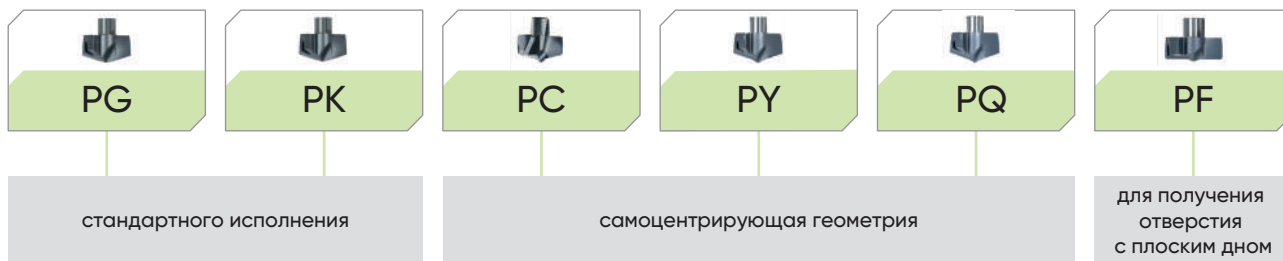 PG
PK
PC
PY
PQ
PF
стандартного исполнения
самоцентрирующая геометрия
для получения
отверстия
с плоским дном